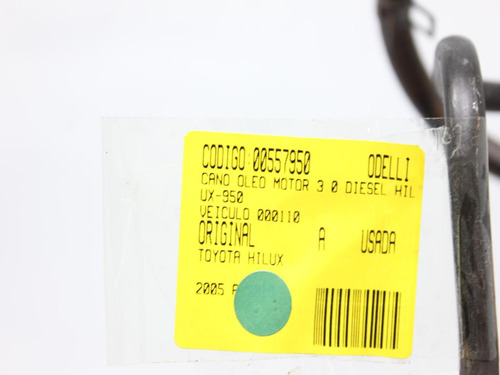 CODIGO:00557950 ODELLI
CANO OLEO MOTOR 3 0 DIESEL HIL
UX-950
VEICULO 000110
ORIGINAL A USADA
TOYOTA HILUX
2005 A